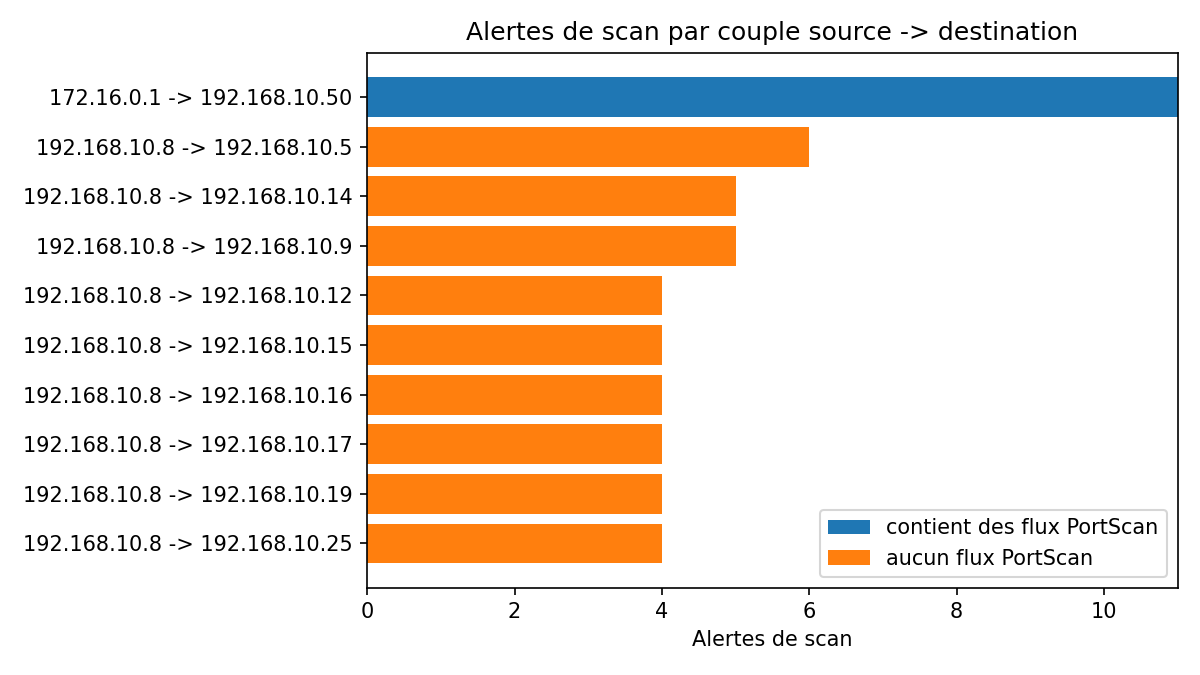 Alertes de scan par couple source -> destination
172.16.0.1 -> 192.168.10.50
192.168.10.8 -> 192.168.10.5
192.168.10.8 -> 192.168.10.14
192.168.10.8 -> 192.168.10.9
192.168.10.8 -> 192.168.10.12
192.168.10.8 -> 192.168.10.15
192.168.10.8 -> 192.168.10.16
192.168.10.8 -> 192.168.10.17
192.168.10.8 -> 192.168.10.19
192.168.10.8 -> 192.168.10.25
contient des flux PortScan
aucun flux PortScan
0 2 4 6 8 10
Alertes de scan